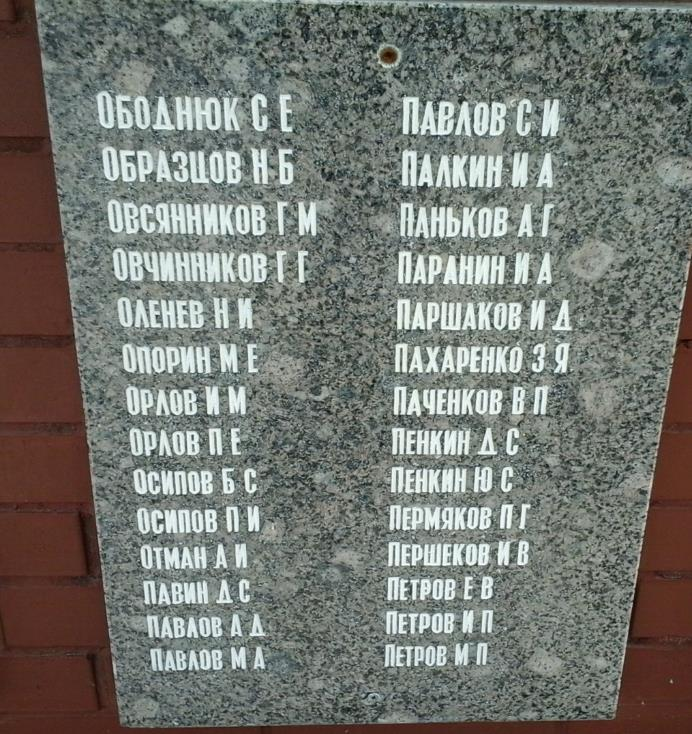 ОБОДНЮК С Е
ОБРАЗЦОВ Н Б
ОВСЯННИКОВ Г М
ОВЧИННИКОВ Г Г
ОЛЕНЕВ Н И
ОПОРИН М Е
ОРЛОВ И М
ОРЛОВ П Е
ОСИПОВ Б С
ОСИПОВ П И
ОТМАН А И
ПАВИН Д С
ПАВЛОВ А Д
ПАВЛОВ М А
ПАВЛОВ С И
ПАЛКИН И А
ПАНЬКОВ А Г
ПАРАНИН И А
ПАРШАКОВ И Д
ПАХАРЕНКО З Я
ПАЧЕНКОВ В П
ПЕНКИН Д С
ПЕНКИН Ю С
ПЕРМЯКОВ П Г
ПЕРШЕКОВ И В
ПЕТРОВ Е В
ПЕТРОВ И П
ПЕТРОВ М П